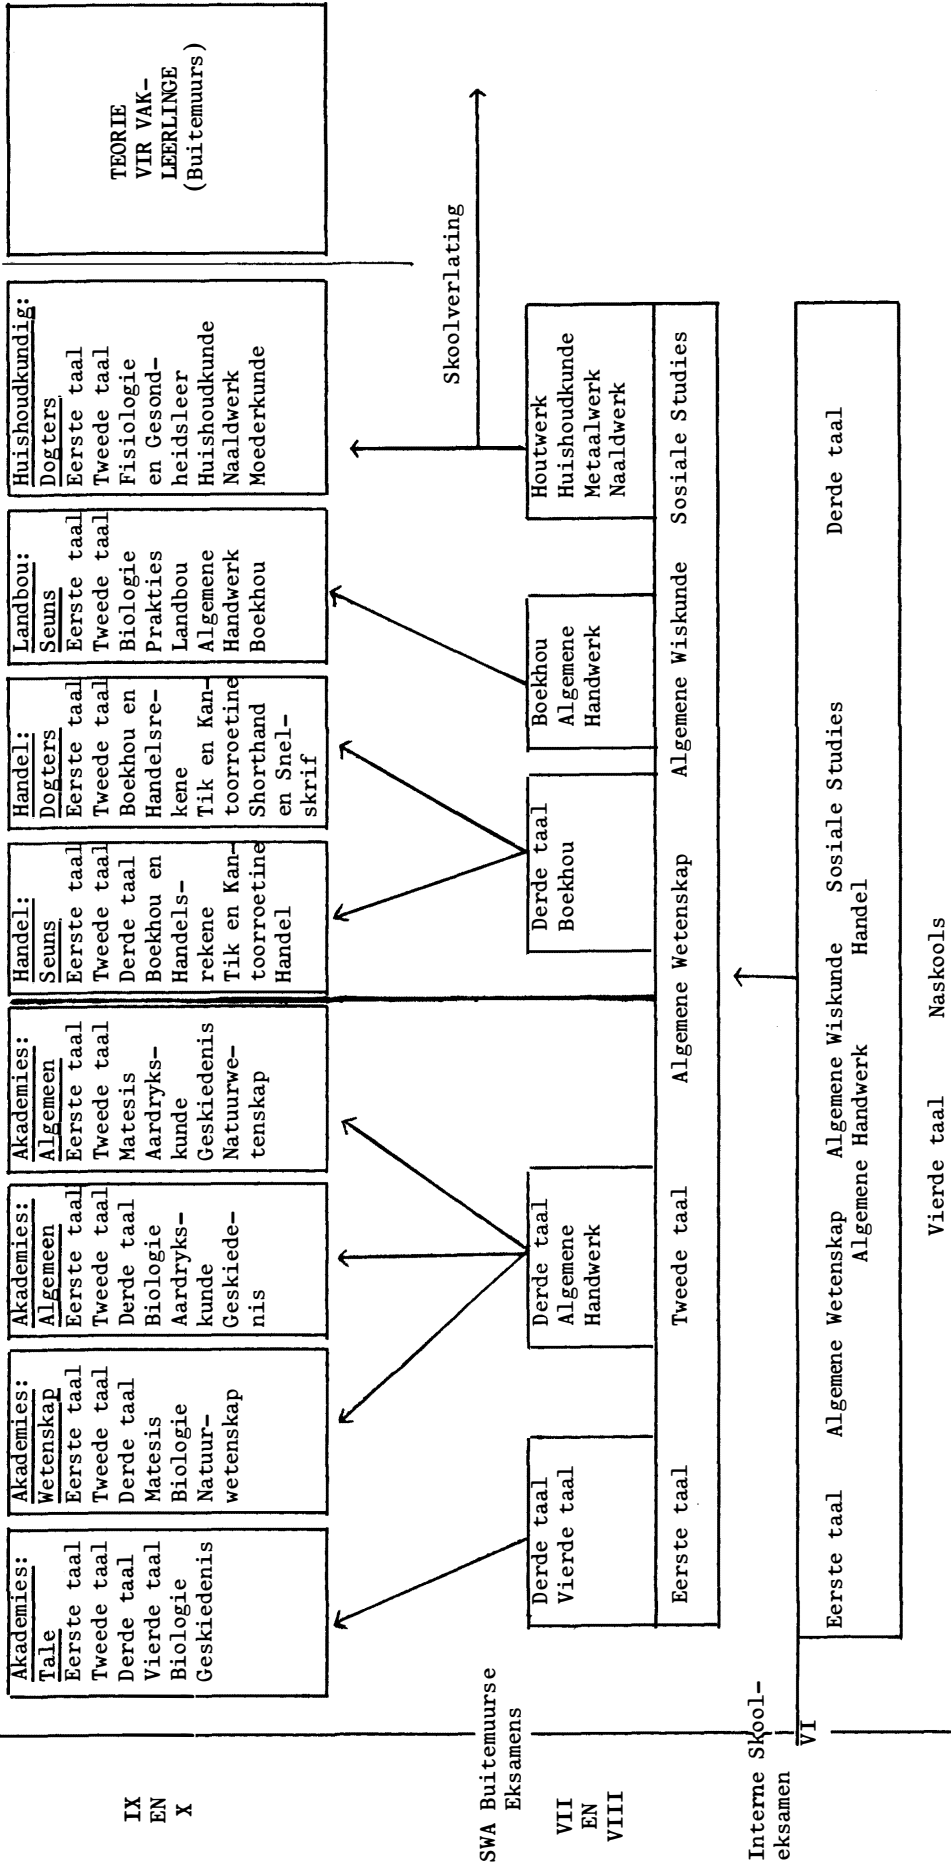 IX
EN
X
Akademies:
Tale
Eerste taal
Tweede taal
Derde taal
Vierde taal
Biologie
Geskiedenis
Akademies:
Wetenskap
Eerste taal
Tweede taal
Derde taal
Matesis
Biologie
Natuur-
wetenskap
Akademies:
Algemeen
Eerste taal
Tweede taal
Derde taal
Biologie
Aardryks-
kunde
Geskiede-
nis
Akademies:
Algemeen
Eerste taal
Tweede taal
Matesis
Aardryks-
kunde
Geskiedenis
Natuurwe-
tenskap
Handel:
Seuns
Eerste taal
Tweede taal
Derde taal
Boekhou en
Handels-
rekene
Tik en Kan-
toorroetine
Handel
Handel:
Dogters
Eerste taal
Tweede taal
Boekhou en
Handelsre-
kene
Tik en Kan-
toorroetine
Shorthand
en Snel-
skrif
Landbou:
Seuns
Eerste taal
Tweede taal
Biologie
Prakties
Landbou
Algemene
Handwerk
Boekhou
Huishoudkundig:
Dogters
Eerste taal
Tweede taal
Fisiologie
en Gesond-
heidsleer
Huishoudkunde
Naaldwerk
Moederkunde
TEORIE
VIR VAK-
LEERLINGE
(Buitemuurs)
Skoolverlating
SWA Buitemuurse
Eksamens
VII
EN
VIII
Derde taal
Vierde taal
Derde taal
Algemene
Handwerk
Derde taal
Boekhou
Boekhou
Algemene
Handwerk
Houtwerk
Huishoudkunde
Metaalwerk
Naaldwerk
Eerste taal Tweede taal Algemene Wetenskap Algemene Wiskunde Sosiale Studies
Interne Skool-
eksamen
VI
Eerste taal Algemene Wetenskap Algemene Wiskunde Sosiale Studies Derde taal
Algemene Handwerk Handel
Vierde taal Naskools